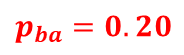 p_ba = 0.20